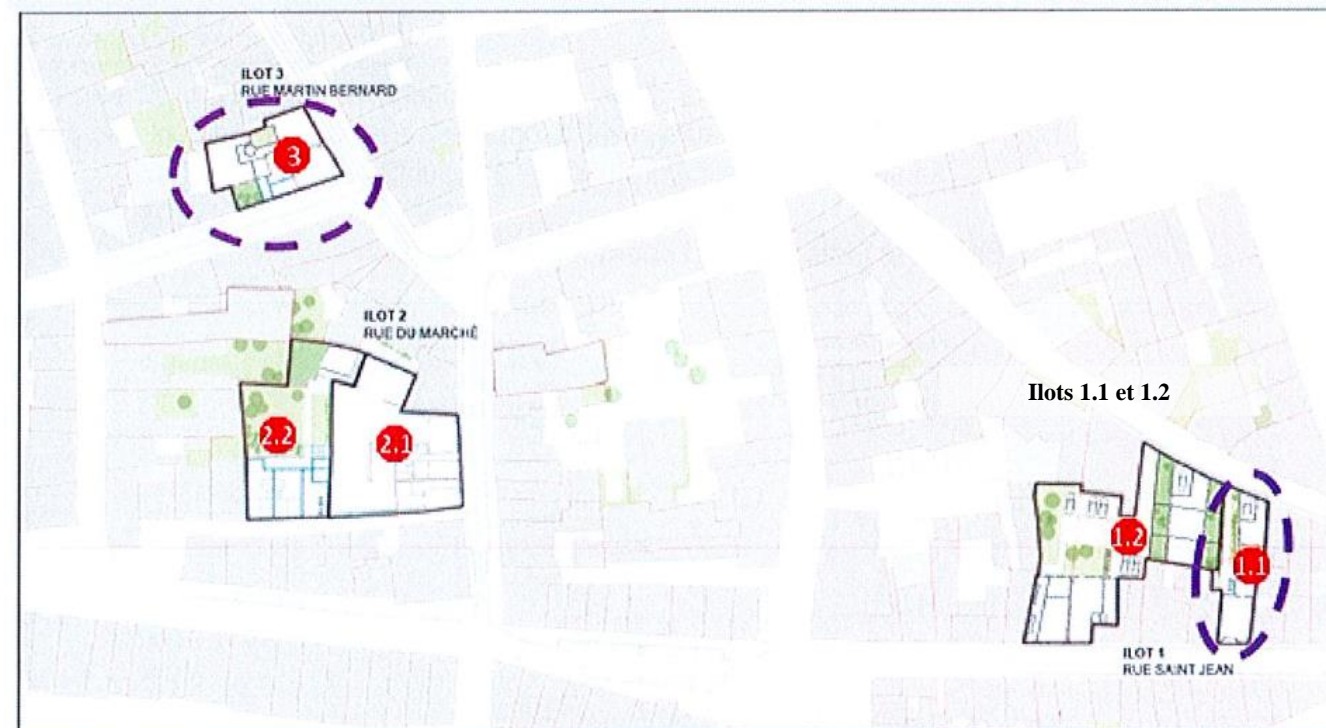 ILOT 3
RUE MARTIN BERNARD
3
ILOT 2
RUE DU MARCHÉ
2.2
2.1
Ilots 1.1 et 1.2
1.2
1.1
ILOT 1
RUE SAINT JEAN